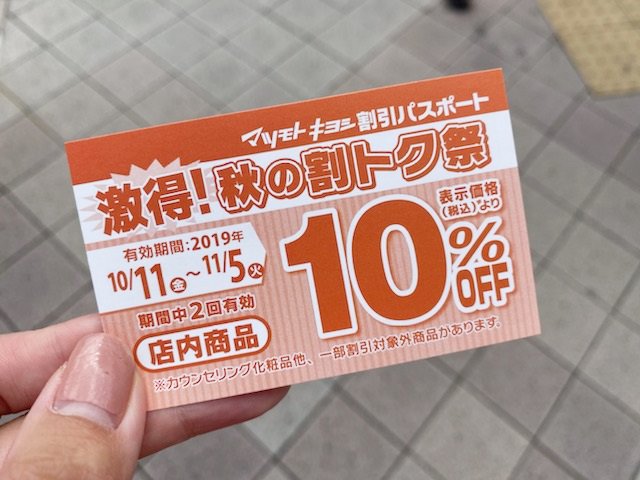 マツモトキヨシ 割引パスポート
激得!秋の割トク祭
有効期間:2019年
10/11金~11/5火
期間中2回有効
店内商品
表示価格
(税込)より
10%OFF
※カウンセリング化粧品他、一部割引対象外商品があります。